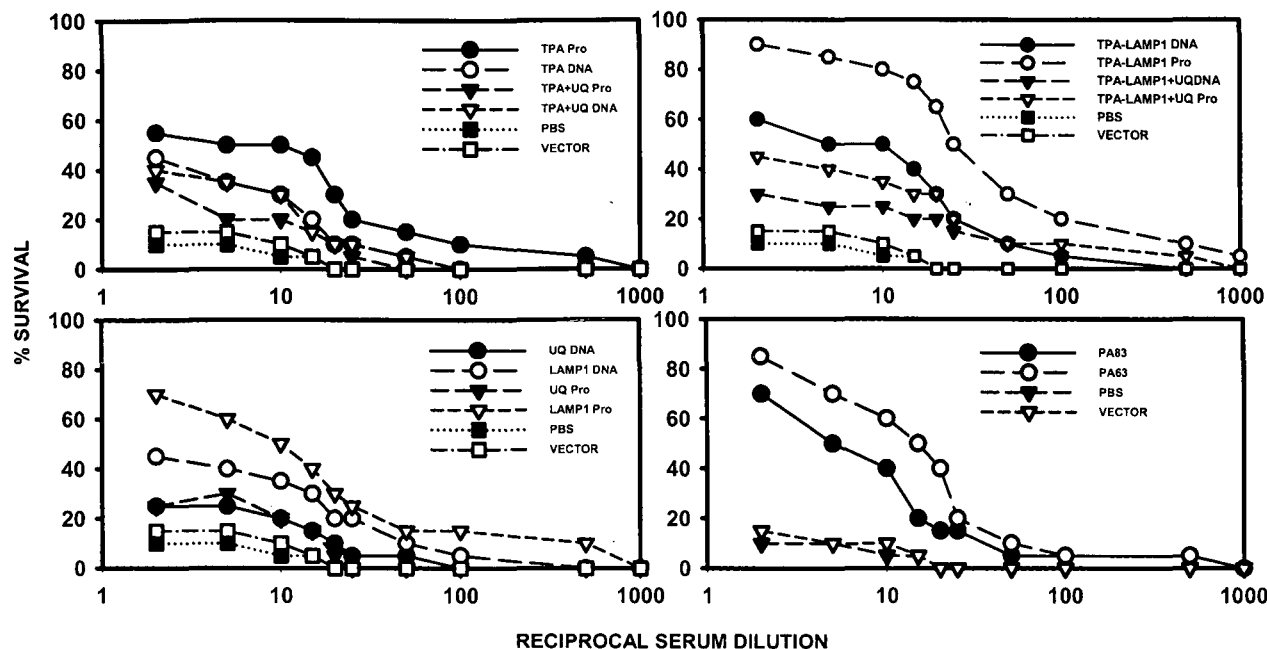 100
80
60
40
20
0
1
10
100
1000
TPA Pro
TPA DNA
TPA+UQ Pro
TPA+UQ DNA
PBS
VECTOR
100
80
60
40
20
0
1
10
100
1000
TPA-LAMP1 DNA
TPA-LAMP1 Pro
TPA-LAMP1+UQDNA
TPA-LAMP1+UQ Pro
PBS
VECTOR
% SURVIVAL
100
80
60
40
20
0
1
10
100
1000
UQ DNA
LAMP1 DNA
UQ Pro
LAMP1 Pro
PBS
VECTOR
100
80
60
40
20
0
1
10
100
1000
PA83
PA63
PBS
VECTOR
RECIPROCAL SERUM DILUTION